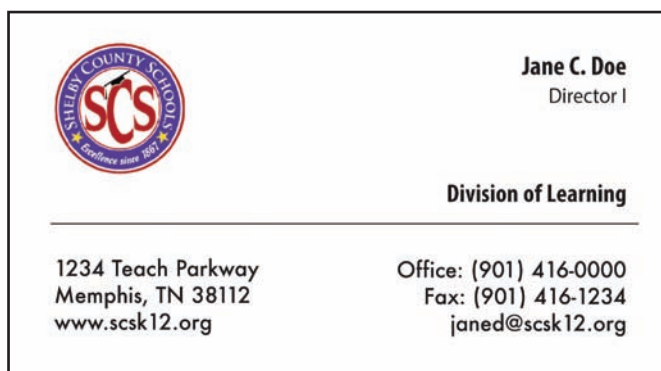 SHELBY COUNTY SCHOOLS
SCS
Excellence since 1867
Jane C. Doe
Director I
Division of Learning
1234 Teach Parkway
Memphis, TN 38112
www.scsk12.org
Office: (901) 416-0000
Fax: (901) 416-1234
janed@scsk12.org